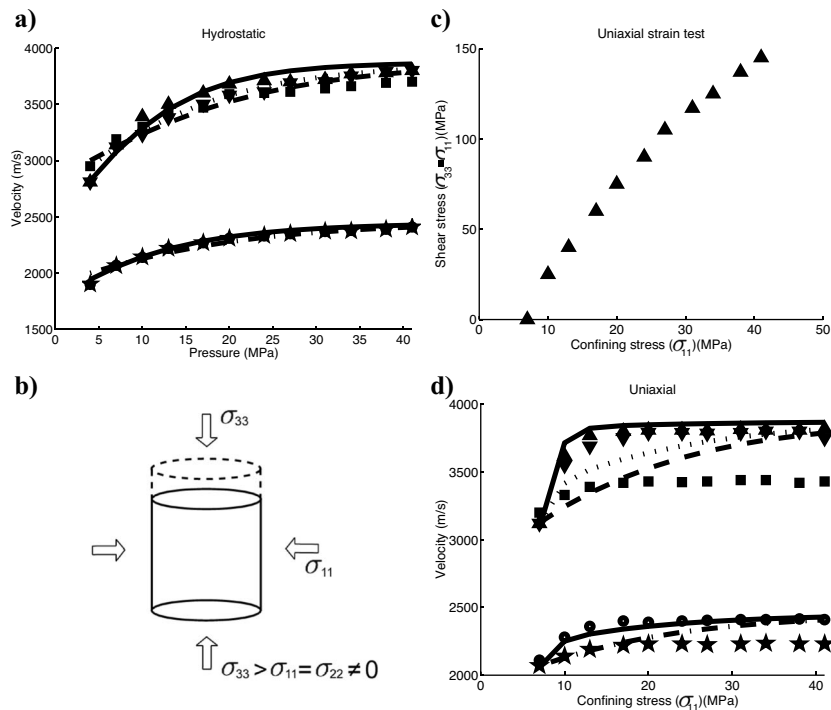 a)
Hydrostatic
4000
3500
3000
2500
2000
1500
0
5
10
15
20
25
30
35
40
Velocity (m/s)
Pressure (MPa)
b)
σ33
σ11
σ33 > σ11 = σ22 ≠ 0
c)
Uniaxial strain test
150
100
50
0
0
10
20
30
40
50
Shear stress (σ33-σ11)(MPa)
Confining stress (σ11)(MPa)
d)
Uniaxial
4000
3500
3000
2500
2000
0
10
20
30
40
Velocity (m/s)
Confining stress (σ11)(MPa)